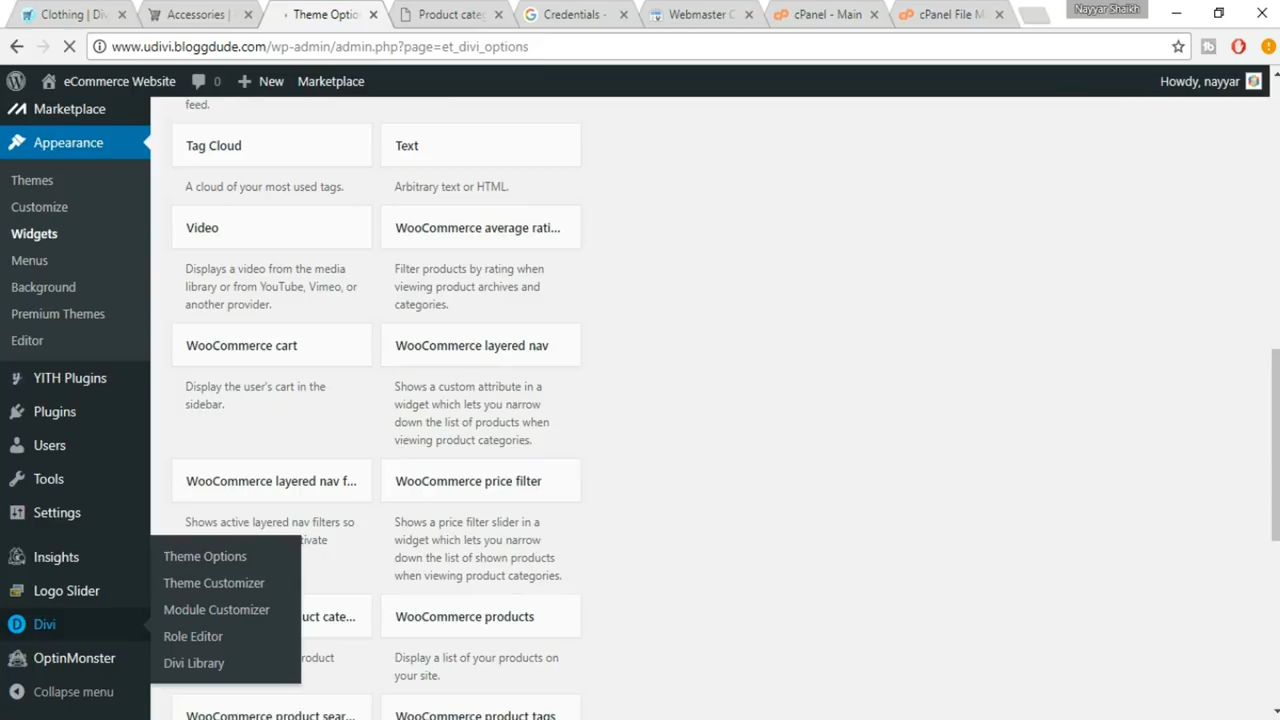 Clothing | Div
Accessories |
Theme Optio
Product categ
Credentials -
Webmaster C
cPanel - Main
cPanel File M
Nayyar Shaikh
www.udivi.bloggdude.com/wp-admin/admin.php?page=et_divi_options
eCommerce Website
0
New
Marketplace
Howdy, nayyar
Marketplace
Appearance
Themes
Customize
Widgets
Menus
Background
Premium Themes
Editor
YITH Plugins
Plugins
Users
Tools
Settings
Insights
Logo Slider
Divi
OptinMonster
Collapse menu
Theme Options
Theme Customizer
Module Customizer
Role Editor
Divi Library
feed.
Tag Cloud
A cloud of your most used tags.
Text
Arbitrary text or HTML.
Video
Displays a video from the media
library or from YouTube, Vimeo, or
another provider.
WooCommerce average rati...
Filter products by rating when
viewing product archives and
categories.
WooCommerce cart
Display the user's cart in the
sidebar.
WooCommerce layered nav
Shows a custom attribute in a
widget which lets you narrow
down the list of products when
viewing product categories.
WooCommerce layered nav f...
Shows active layered nav filters so
WooCommerce price filter
Shows a price filter slider in a
widget which lets you narrow
down the list of shown products
when viewing product categories.
WooCommerce products
Display a list of your products on
your site.
WooCommerce product sear...
WooCommerce product tags